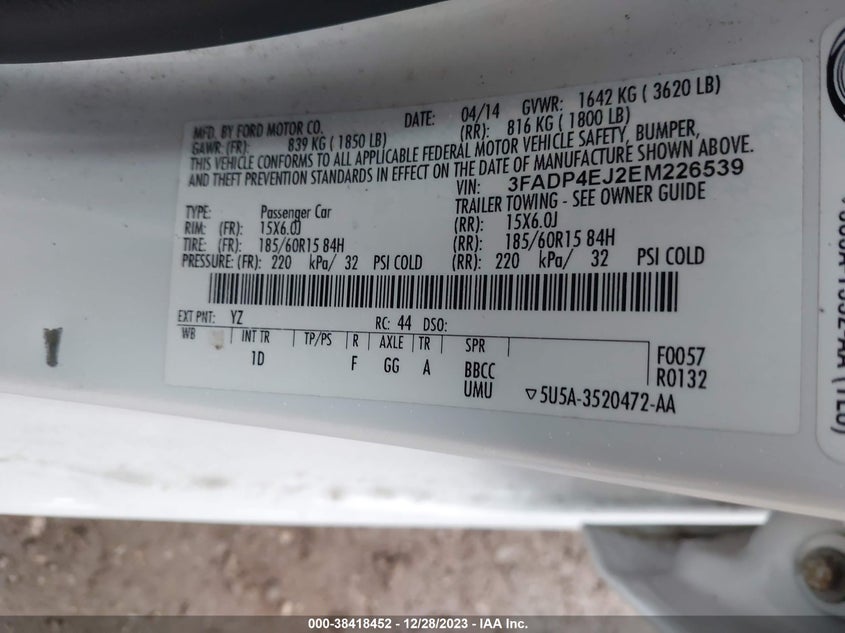 MFD. BY FORD MOTOR CO. DATE: 04/14 GVWR: 1642 KG ( 3620 LB)
GAWR: (FR): 839 KG ( 1850 LB) (RR): 816 KG ( 1800 LB)
THIS VEHICLE CONFORMS TO ALL APPLICABLE FEDERAL MOTOR VEHICLE SAFETY, BUMPER,
AND THEFT PREVENTION STANDARDS IN EFFECT ON THE DATE OF MANUFACTURE SHOWN ABOVE.
VIN: 3FADP4EJ2EM226539
TRAILER TOWING - SEE OWNER GUIDE
TYPE: Passenger Car
RIM: (FR): 15X6.0J (RR): 15X6.0J
TIRE: (FR): 185/60R15 84H (RR): 185/60R15 84H
PRESSURE: (FR): 220 kPa/ 32 PSI COLD (RR): 220 kPa/ 32 PSI COLD
EXT PNT: YZ RC: 44 DSO:
WB INT TR TP/PS R AXLE TR SPR
1D F GG A BBCC
UMU
F0057
R0132
▽5U5A-3520472-AA
000-38418452 - 12/28/2023 - IAA Inc.